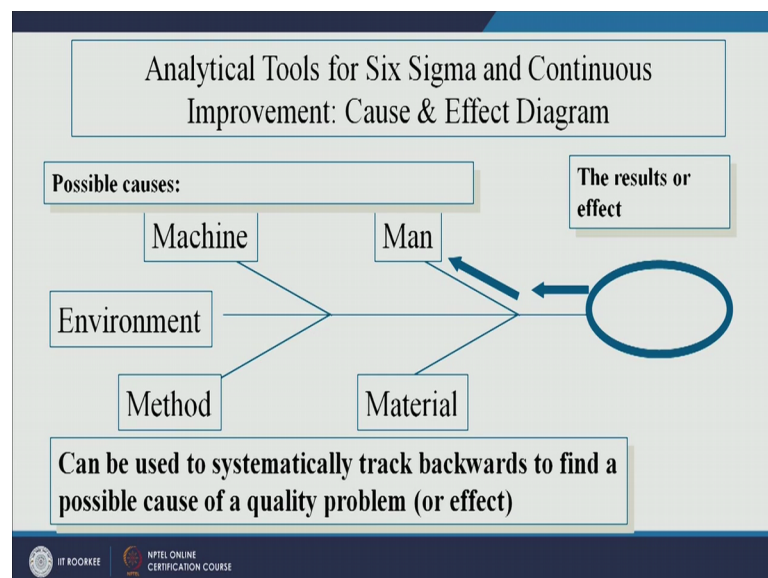 Analytical Tools for Six Sigma and Continuous
Improvement: Cause & Effect Diagram
Possible causes:
The results or
effect
Machine
Man
Environment
Method
Material
Can be used to systematically track backwards to find a
possible cause of a quality problem (or effect)
IIT ROORKEE
NPTEL ONLINE
CERTIFICATION COURSE